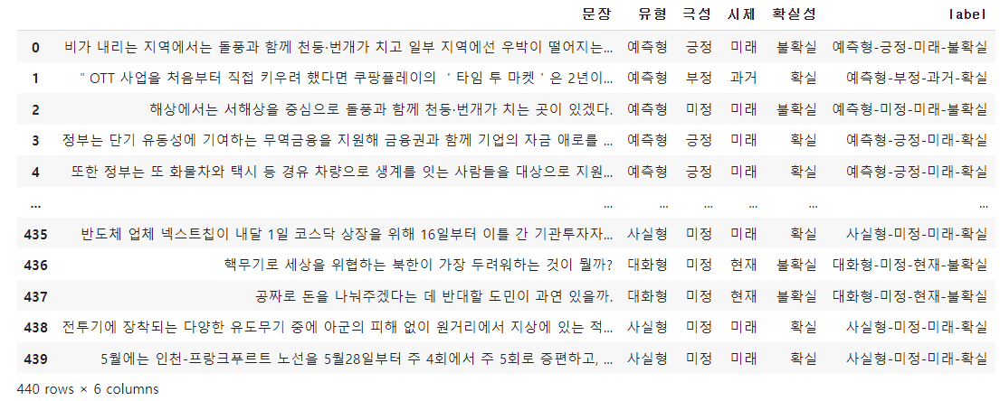 문장 유형 극성 시제 확실성 label
0 비가 내리는 지역에서는 돌풍과 함께 천둥·번개가 치고 일부 지역에선 우박이 떨어지는... 예측형 긍정 미래 불확실 예측형-긍정-미래-불확실
1 " OTT 사업을 처음부터 직접 키우려 했다면 쿠팡플레이의 ' 타임 투 마켓 ' 은 2년이... 예측형 부정 과거 확실 예측형-부정-과거-확실
2 해상에서는 서해상을 중심으로 돌풍과 함께 천둥·번개가 치는 곳이 있겠다. 예측형 미정 미래 불확실 예측형-미정-미래-불확실
3 정부는 단기 유동성에 기여하는 무역금융을 지원해 금융권과 함께 기업의 자금 애로를 ... 예측형 긍정 미래 확실 예측형-긍정-미래-확실
4 또한 정부는 또 화물차와 택시 등 경유 차량으로 생계를 잇는 사람들을 대상으로 지원... 예측형 긍정 미래 확실 예측형-긍정-미래-확실
... ... ... ... ... ... ...
435 반도체 업체 넥스트칩이 내달 1일 코스닥 상장을 위해 16일부터 이틀 간 기관투자자... 사실형 미정 미래 확실 사실형-미정-미래-확실
436 핵무기로 세상을 위협하는 북한이 가장 두려워하는 것이 뭘까? 대화형 미정 현재 불확실 대화형-미정-현재-불확실
437 공짜로 돈을 나눠주겠다는 데 반대할 도민이 과연 있을까. 대화형 미정 현재 불확실 대화형-미정-현재-불확실
438 전투기에 장착되는 다양한 유도무기 중에 아군의 피해 없이 원거리에서 지상에 있는 적... 사실형 미정 미래 확실 사실형-미정-미래-확실
439 5월에는 인천-프랑크푸르트 노선을 5월28일부터 주 4회에서 주 5회로 증편하고, ... 사실형 미정 미래 확실 사실형-미정-미래-확실
440 rows × 6 columns